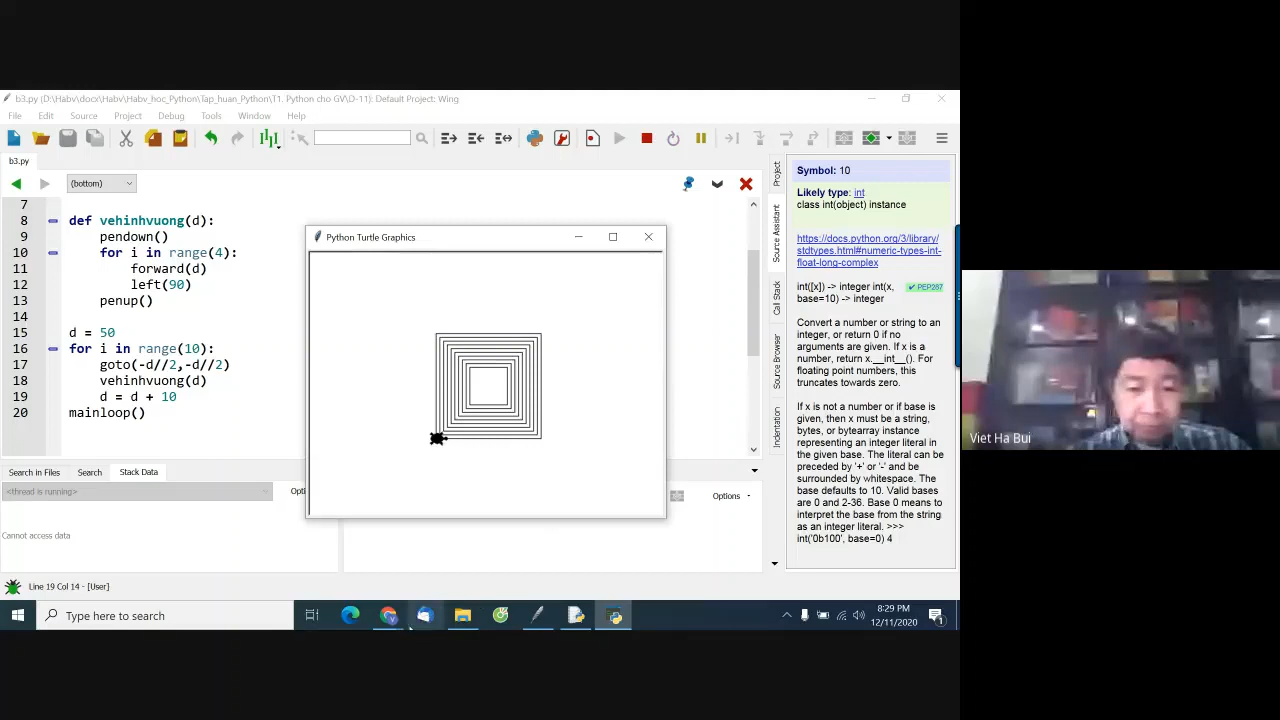 b3.py (D:\Habv\docx\Habv\Habv_hoc_Python\Tap_huan_Python\T1. Python cho GV\D-11): Default Project: Wing
File Edit Source Project Debug Tools Window Help
b3.py
(bottom)
7
8 def vehinhvuong(d):
9 pendown()
10 for i in range(4):
11 forward(d)
12 left(90)
13 penup()
14
15 d = 50
16 for i in range(10):
17 goto(-d//2,-d//2)
18 vehinhvuong(d)
19 d = d + 10
20 mainloop()
Python Turtle Graphics
Search in Files Search Stack Data
<thread is running> Opti
Options
Cannot access data
Line 19 Col 14 - [User]
Project
Source Assistant
Call Stack
Source Browser
Indentation
Symbol: 10
Likely type: int
class int(object) instance
https://docs.python.org/3/library/
stdtypes.html#numeric-types-int-
float-long-complex
int([x]) -> integer int(x, ✔ PEP287
base=10) -> integer
Convert a number or string to an
integer, or return 0 if no
arguments are given. If x is a
number, return x.__int__(). For
floating point numbers, this
truncates towards zero.
If x is not a number or if base is
given, then x must be a string,
bytes, or bytearray instance
representing an integer literal in
the given base. The literal can be
preceded by '+' or '-' and be
surrounded by whitespace. The
base defaults to 10. Valid bases
are 0 and 2-36. Base 0 means to
interpret the base from the string
as an integer literal. >>>
int('0b100', base=0) 4
Viet Ha Bui
Type here to search
8:29 PM
12/11/2020
1